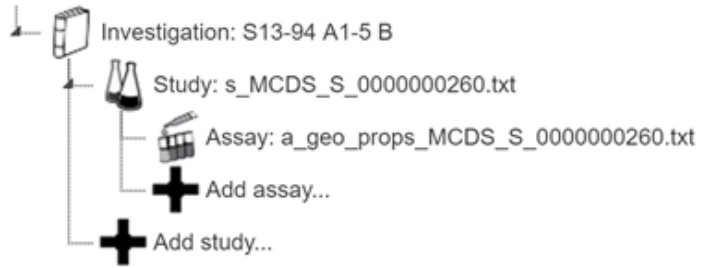 Investigation: S13-94 A1-5 B
Study: s_MCDS_S_0000000260.txt
Assay: a_geo_props_MCDS_S_0000000260.txt
Add assay...
Add study...